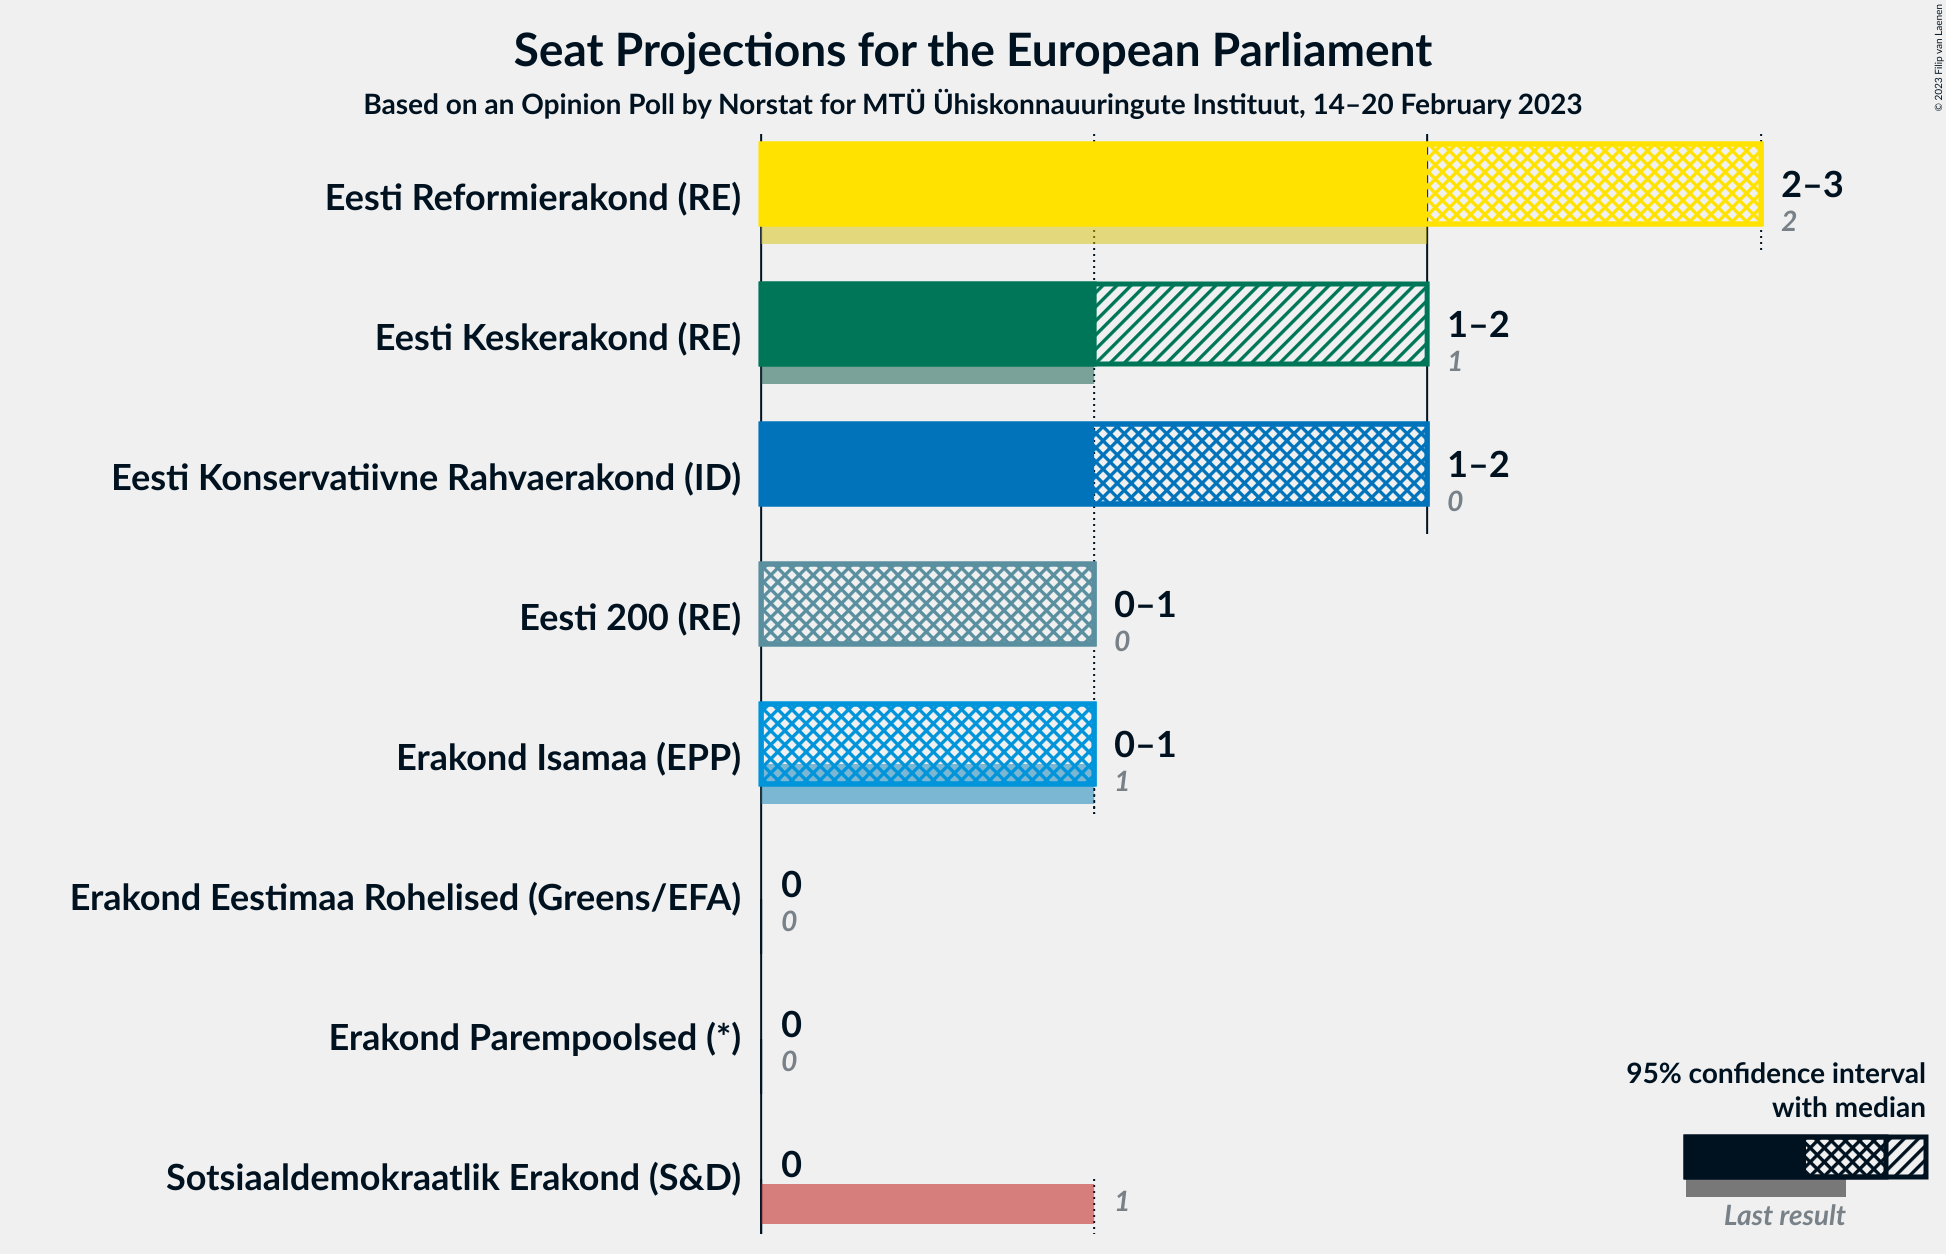 Seat Projections for the European Parliament
Based on an Opinion Poll by Norstat for MTÜ Ühiskonnauuringute Instituut, 14–20 February 2023
© 2023 Filip van Laenen
Eesti Reformierakond (RE)
2–3
2
Eesti Keskerakond (RE)
1–2
1
Eesti Konservatiivne Rahvaerakond (ID)
1–2
0
Eesti 200 (RE)
0–1
0
Erakond Isamaa (EPP)
0–1
1
Erakond Eestimaa Rohelised (Greens/EFA)
0
0
Erakond Parempoolsed (*)
0
0
Sotsiaaldemokraatlik Erakond (S&D)
0
1
95% confidence interval
with median
Last result